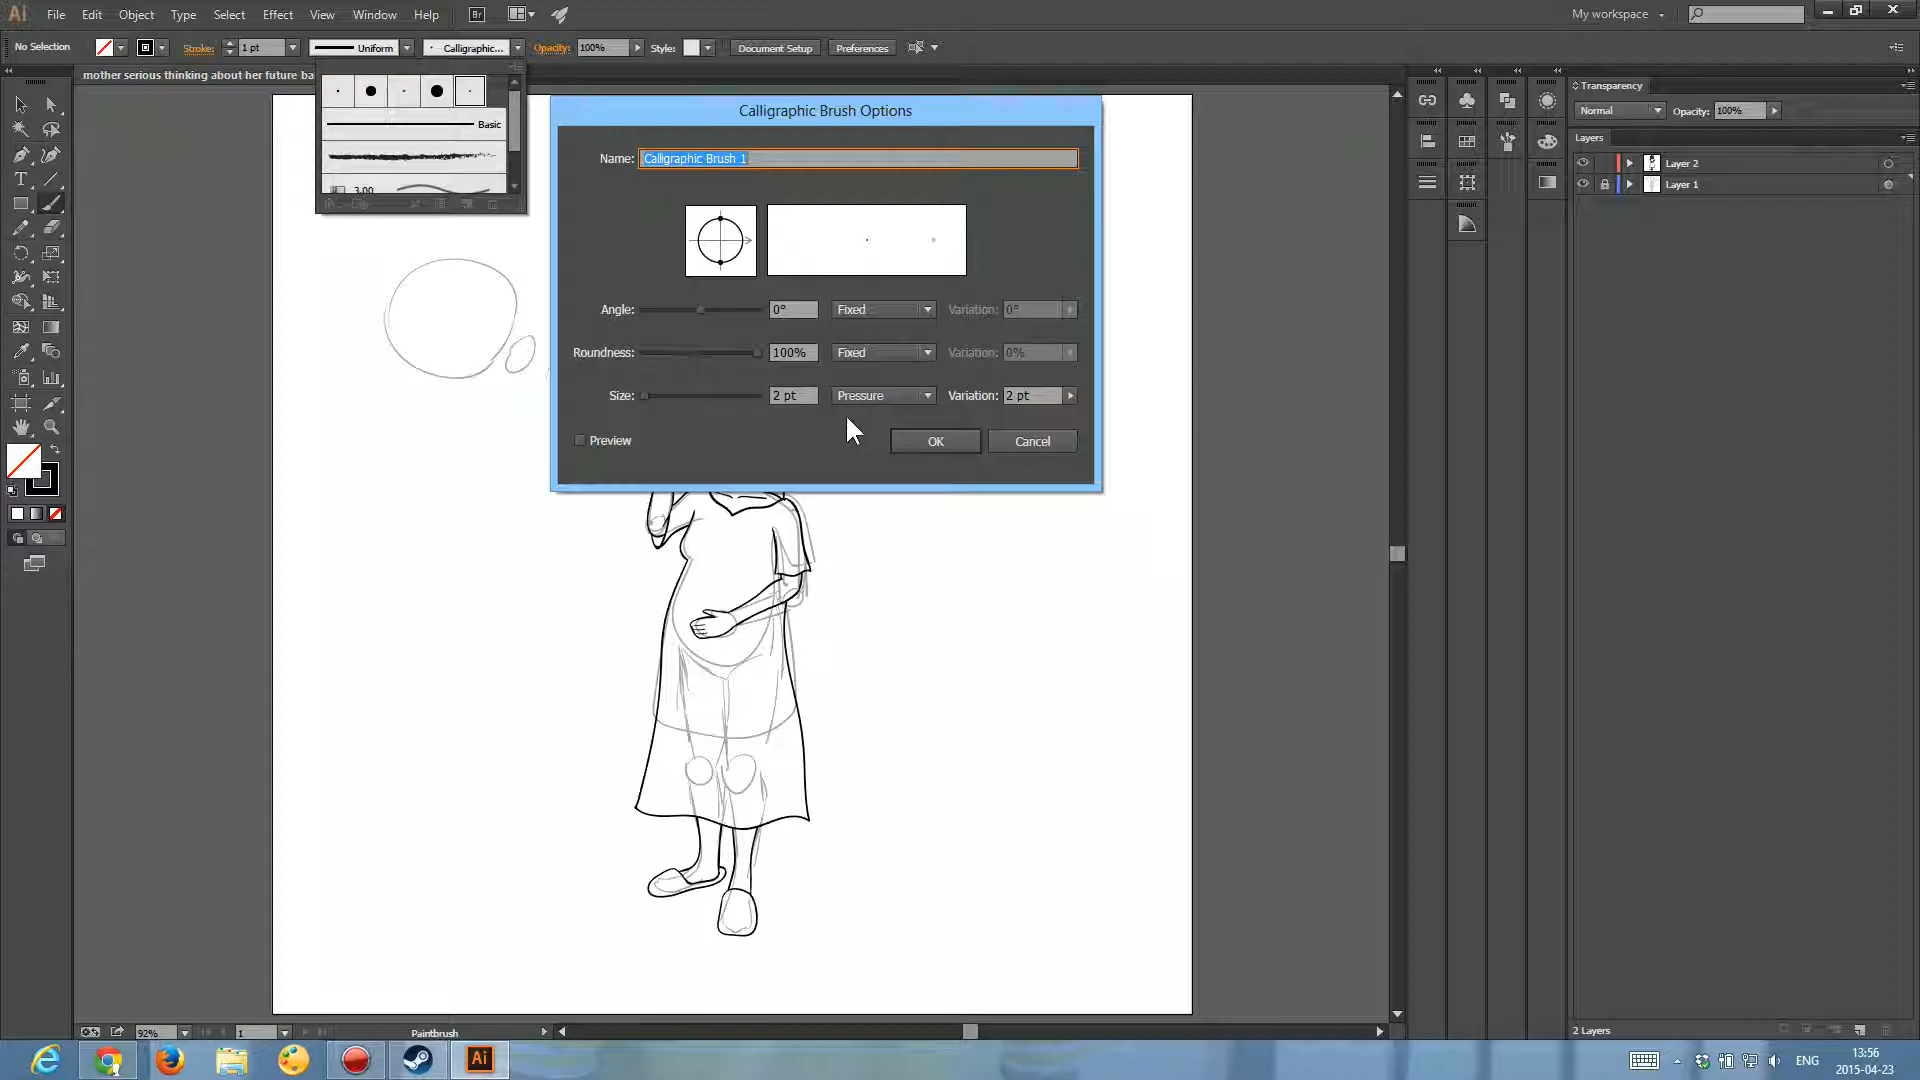 Ai File Edit Object Type Select Effect View Window Help Br My workspace
No Selection Stroke: 1 pt Uniform Calligraphic... Opacity: 100% Style: Document Setup Preferences
mother serious thinking about her future ba
Transparency
Normal Opacity: 100%
Basic
3.00
Calligraphic Brush Options
Name: Calligraphic Brush 1
Angle: 0° Fixed Variation: 0°
Roundness: 100% Fixed Variation: 0%
Size: 2 pt Pressure Variation: 2 pt
Preview OK Cancel
Layers
Layer 2
Layer 1
2 Layers
92% 1 Paintbrush
Ai ENG 13:56
2015-04-23